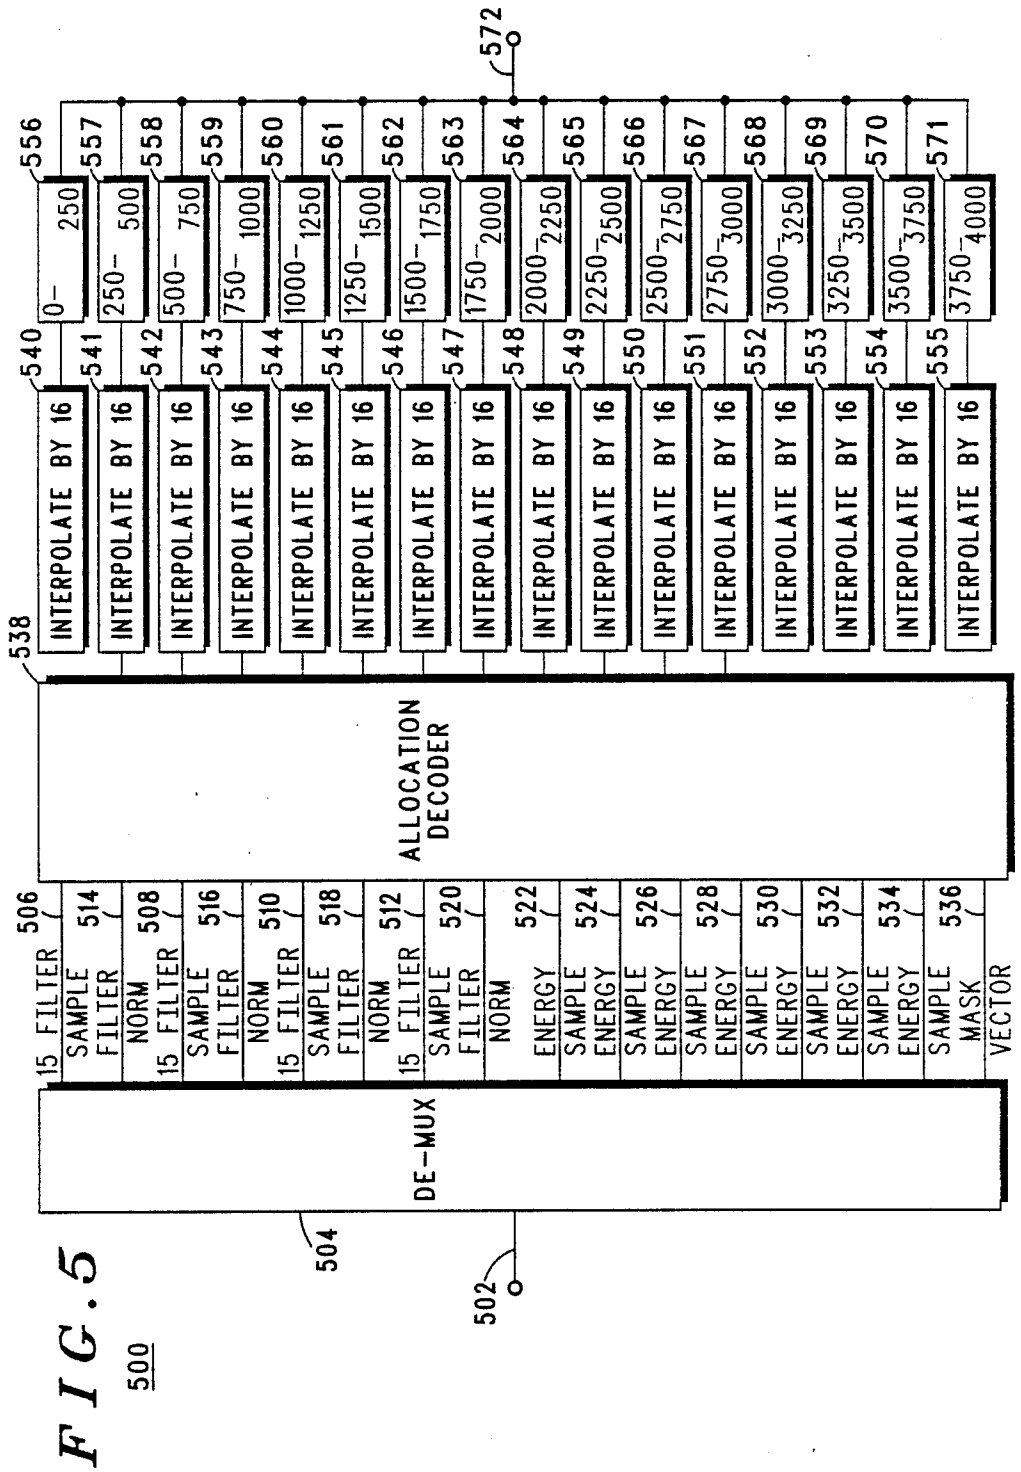 FIG.5
500
502
504
DE-MUX
15 FILTER
SAMPLE
506
FILTER
NORM
514
15 FILTER
SAMPLE
508
FILTER
NORM
516
15 FILTER
SAMPLE
510
FILTER
NORM
518
15 FILTER
SAMPLE
512
FILTER
NORM
520
ENERGY
SAMPLE
522
ENERGY
SAMPLE
524
ENERGY
SAMPLE
526
ENERGY
SAMPLE
528
ENERGY
SAMPLE
530
ENERGY
SAMPLE
532
ENERGY
SAMPLE
534
MASK
VECTOR
536
ALLOCATION
DECODER
538
INTERPOLATE BY 16
540
0-
250
556
INTERPOLATE BY 16
541
250-
500
557
INTERPOLATE BY 16
542
500-
750
558
INTERPOLATE BY 16
543
750-
1000
559
INTERPOLATE BY 16
544
1000-
1250
560
INTERPOLATE BY 16
545
1250-
1500
561
INTERPOLATE BY 16
546
1500-
1750
562
INTERPOLATE BY 16
547
1750-
2000
563
INTERPOLATE BY 16
548
2000-
2250
564
INTERPOLATE BY 16
549
2250-
2500
565
INTERPOLATE BY 16
550
2500-
2750
566
INTERPOLATE BY 16
551
2750-
3000
567
INTERPOLATE BY 16
552
3000-
3250
568
INTERPOLATE BY 16
553
3250-
3500
569
INTERPOLATE BY 16
554
3500-
3750
570
INTERPOLATE BY 16
555
3750-
4000
571
572